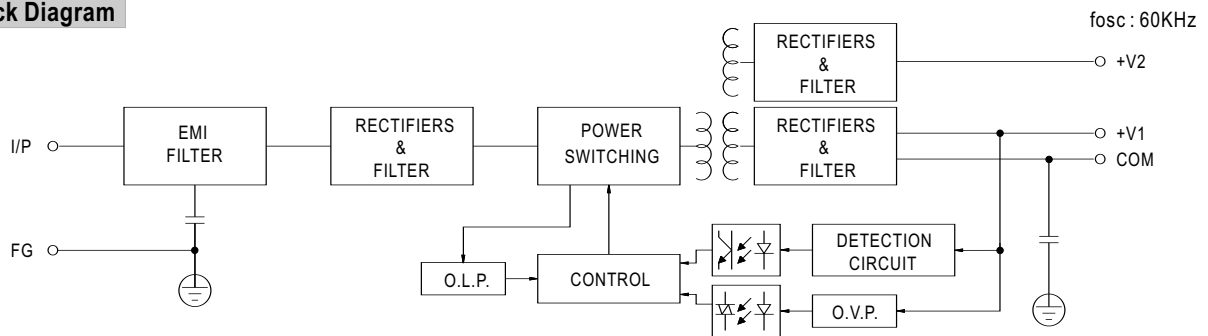 ck Diagram
fosc : 60KHz
RECTIFIERS
&
FILTER
+V2
I/P
EMI
FILTER
RECTIFIERS
&
FILTER
POWER
SWITCHING
RECTIFIERS
&
FILTER
+V1
COM
FG
O.L.P.
CONTROL
DETECTION
CIRCUIT
O.V.P.